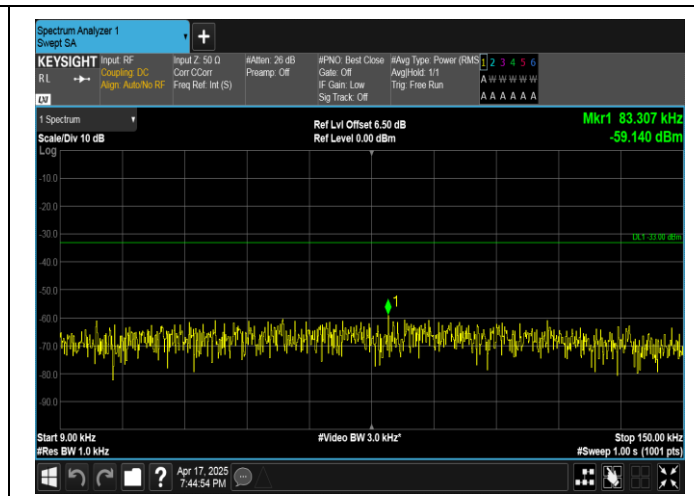 Spectrum Analyzer 1
Swept SA
+
KEYSIGHT
RL
LXI
Input: RF
Coupling: DC
Align: Auto/No RF
Input Z: 50 Ω
Corr CCorr
Freq Ref: Int (S)
#Atten: 26 dB
Preamp: Off
#PNO: Best Close
Gate: Off
IF Gain: Low
Sig Track: Off
#Avg Type: Power (RMS
Avg|Hold: 1/1
Trig: Free Run
1 2 3 4 5 6
A W W W W W
A A A A A A
1 Spectrum
Scale/Div 10 dB
Log
Ref Lvl Offset 6.50 dB
Ref Level 0.00 dBm
Mkr1 83.307 kHz
-59.140 dBm
-10.0
-20.0
-30.0
DL1 -33.00 dBm
-40.0
-50.0
1
-60.0
-70.0
-80.0
-90.0
Start 9.00 kHz
#Video BW 3.0 kHz*
Stop 150.00 kHz
#Res BW 1.0 kHz
#Sweep 1.00 s (1001 pts)
?
Apr 17, 2025
7:44:54 PM